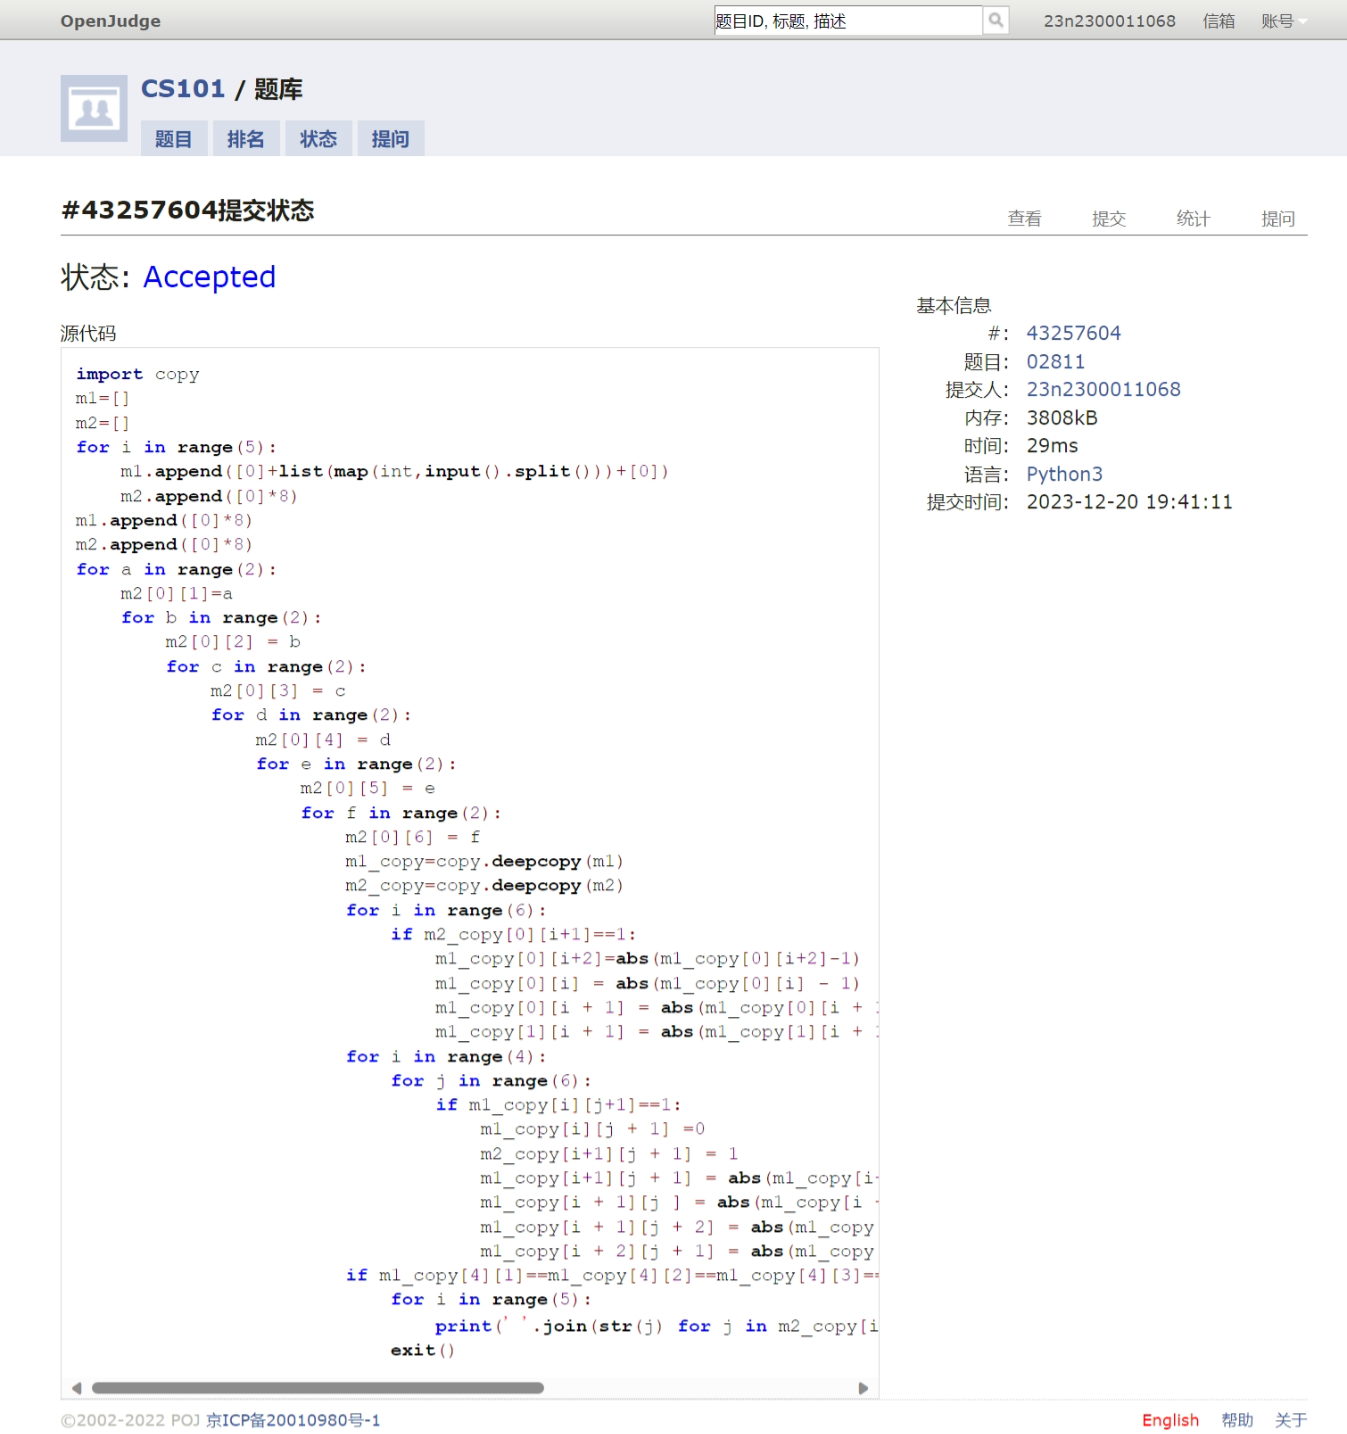 OpenJudge
题目ID, 标题, 描述
23n2300011068 信箱 账号
CS101 / 题库
题目 排名 状态 提问
#43257604提交状态
查看 提交 统计 提问
状态: Accepted
源代码
import copy
m1=[]
m2=[]
for i in range(5):
    m1.append([0]+list(map(int,input().split()))+[0])
    m2.append([0]*8)
m1.append([0]*8)
m2.append([0]*8)
for a in range(2):
    m2[0][1]=a
    for b in range(2):
        m2[0][2] = b
        for c in range(2):
            m2[0][3] = c
            for d in range(2):
                m2[0][4] = d
                for e in range(2):
                    m2[0][5] = e
                    for f in range(2):
                        m2[0][6] = f
                        m1_copy=copy.deepcopy(m1)
                        m2_copy=copy.deepcopy(m2)
                        for i in range(6):
                            if m2_copy[0][i+1]==1:
                                m1_copy[0][i+2]=abs(m1_copy[0][i+2]-1)
                                m1_copy[0][i] = abs(m1_copy[0][i] - 1)
                                m1_copy[0][i + 1] = abs(m1_copy[0][i +
                                m1_copy[1][i + 1] = abs(m1_copy[1][i +
                        for i in range(4):
                            for j in range(6):
                                if m1_copy[i][j+1]==1:
                                    m1_copy[i][j + 1] =0
                                    m2_copy[i+1][j + 1] = 1
                                    m1_copy[i+1][j + 1] = abs(m1_copy[i
                                    m1_copy[i + 1][j ] = abs(m1_copy[i
                                    m1_copy[i + 1][j + 2] = abs(m1_copy
                                    m1_copy[i + 2][j + 1] = abs(m1_copy
                        if m1_copy[4][1]==m1_copy[4][2]==m1_copy[4][3]==
                            for i in range(5):
                                print(' '.join(str(j) for j in m2_copy[i
                            exit()
基本信息
#: 43257604
题目: 02811
提交人: 23n2300011068
内存: 3808kB
时间: 29ms
语言: Python3
提交时间: 2023-12-20 19:41:11
©2002-2022 POJ 京ICP备20010980号-1
English 帮助 关于